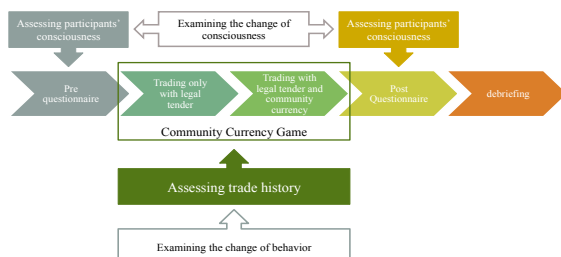 Assessing participants'
consciousness
Examining the change of
consciousness
Assessing participants'
consciousness
Pre
questionnaire
Trading only
with legal
tender
Trading with
legal tender and
community
currency
Post
Questionnaire
debriefing
Community Currency Game
Assessing trade history
Examining the change of behavior